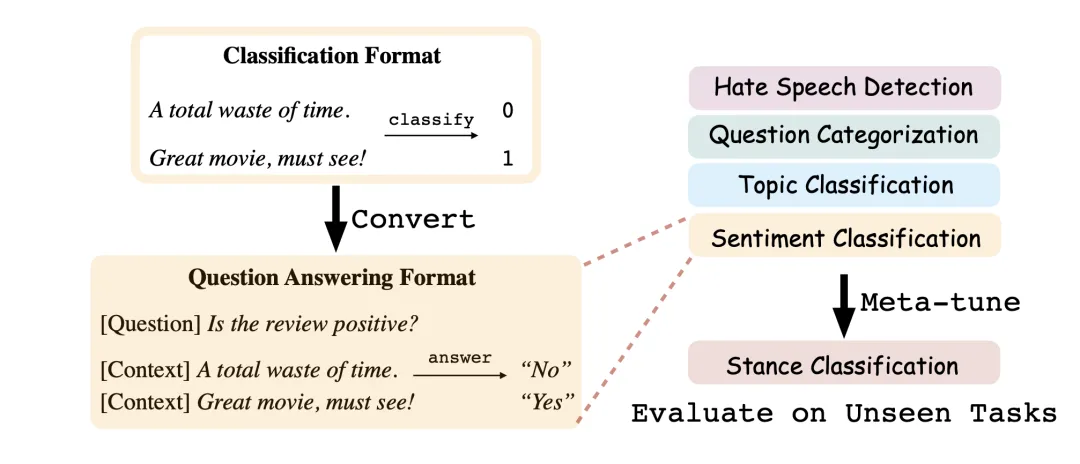 Classification Format
A total waste of time. classify 0
Great movie, must see! 1
Convert
Question Answering Format
[Question] Is the review positive?
[Context] A total waste of time. answer “No”
[Context] Great movie, must see! “Yes”
Hate Speech Detection
Question Categorization
Topic Classification
Sentiment Classification
Meta-tune
Stance Classification
Evaluate on Unseen Tasks